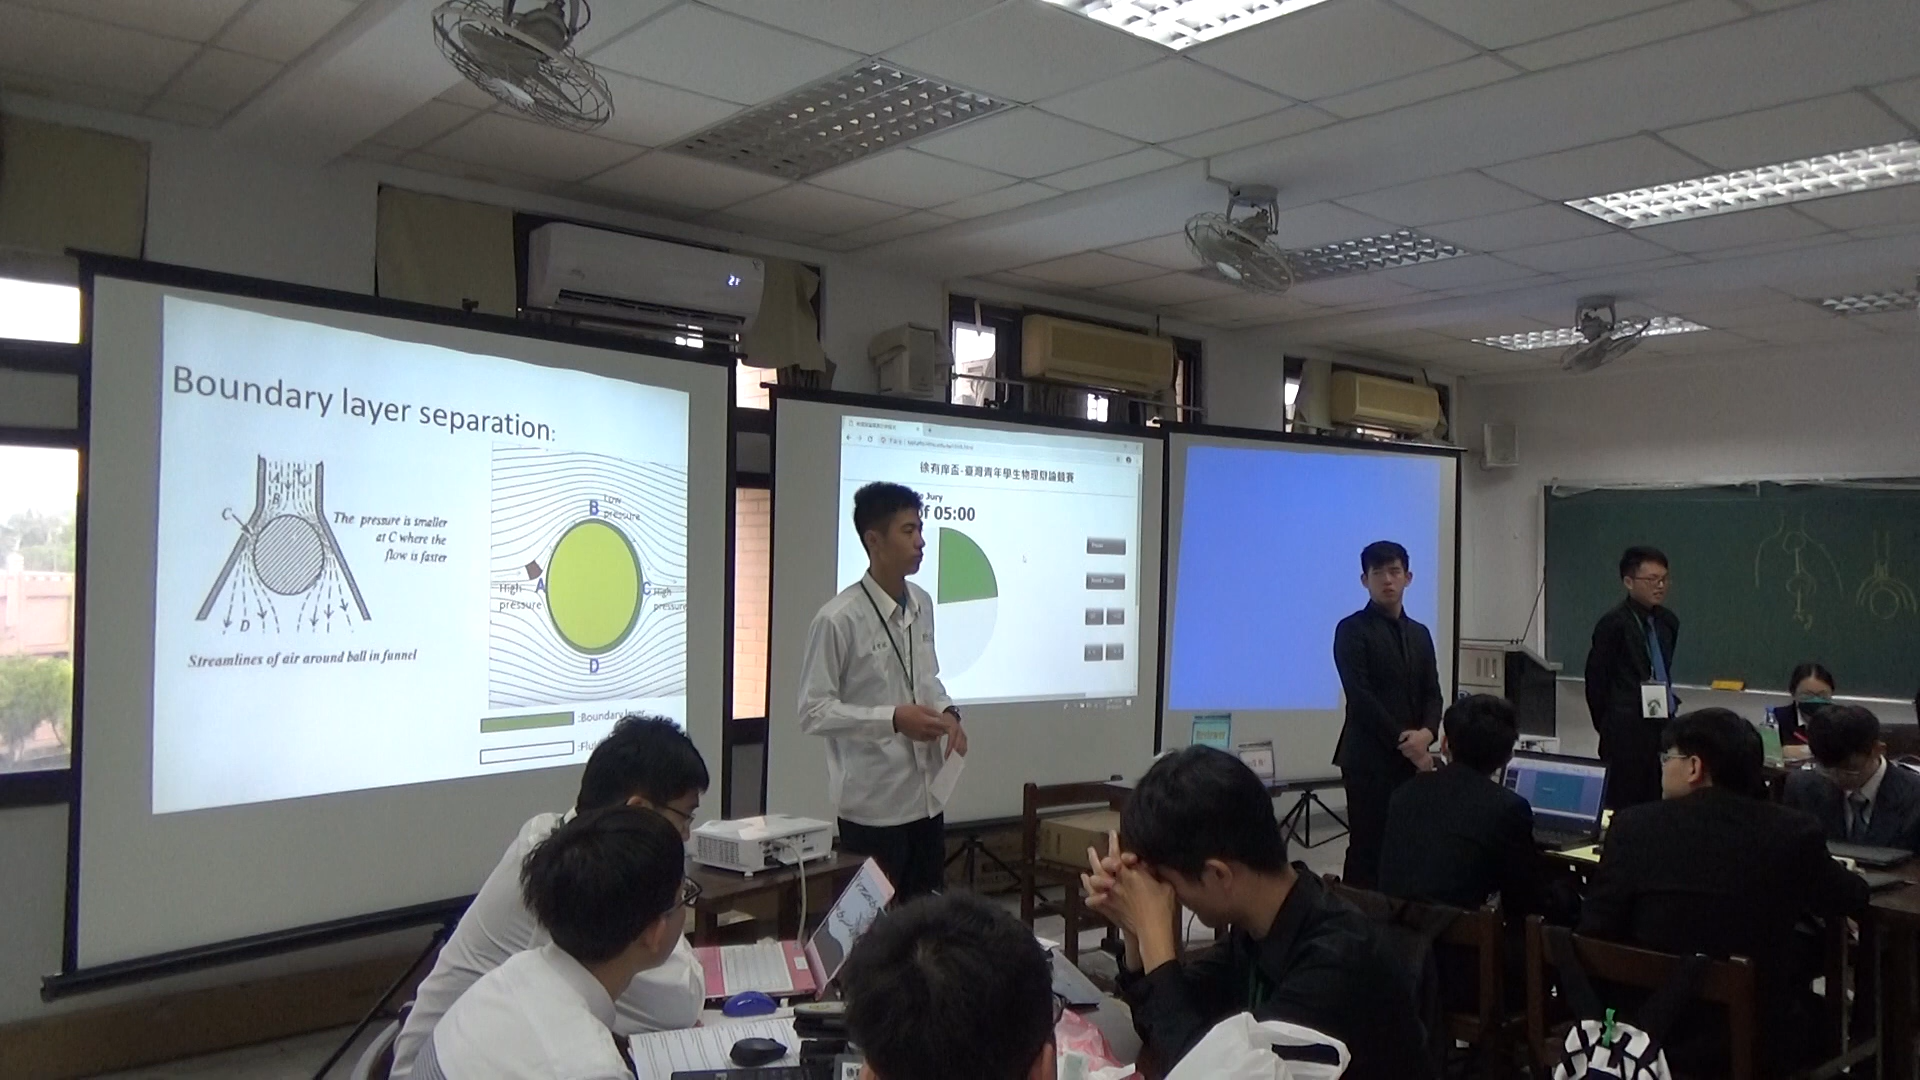 Boundary layer separation:
A
B
C
The pressure is smaller
at C where the
flow is faster
D
Streamlines of air around ball in funnel
B
Low
pressure
High
pressure
A
C
High
pressure
D
:Boundary layer
徐有庠盃-臺灣青年學生物理辯論競賽
Jury
of 05:00
21